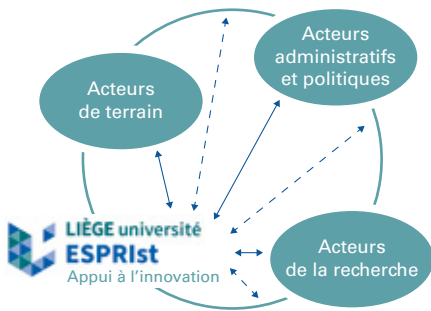 Acteurs
administratifs
et politiques
Acteurs
de terrain
LIÈGE université
ESPRIst
Appui à l'innovation
Acteurs
de la recherche